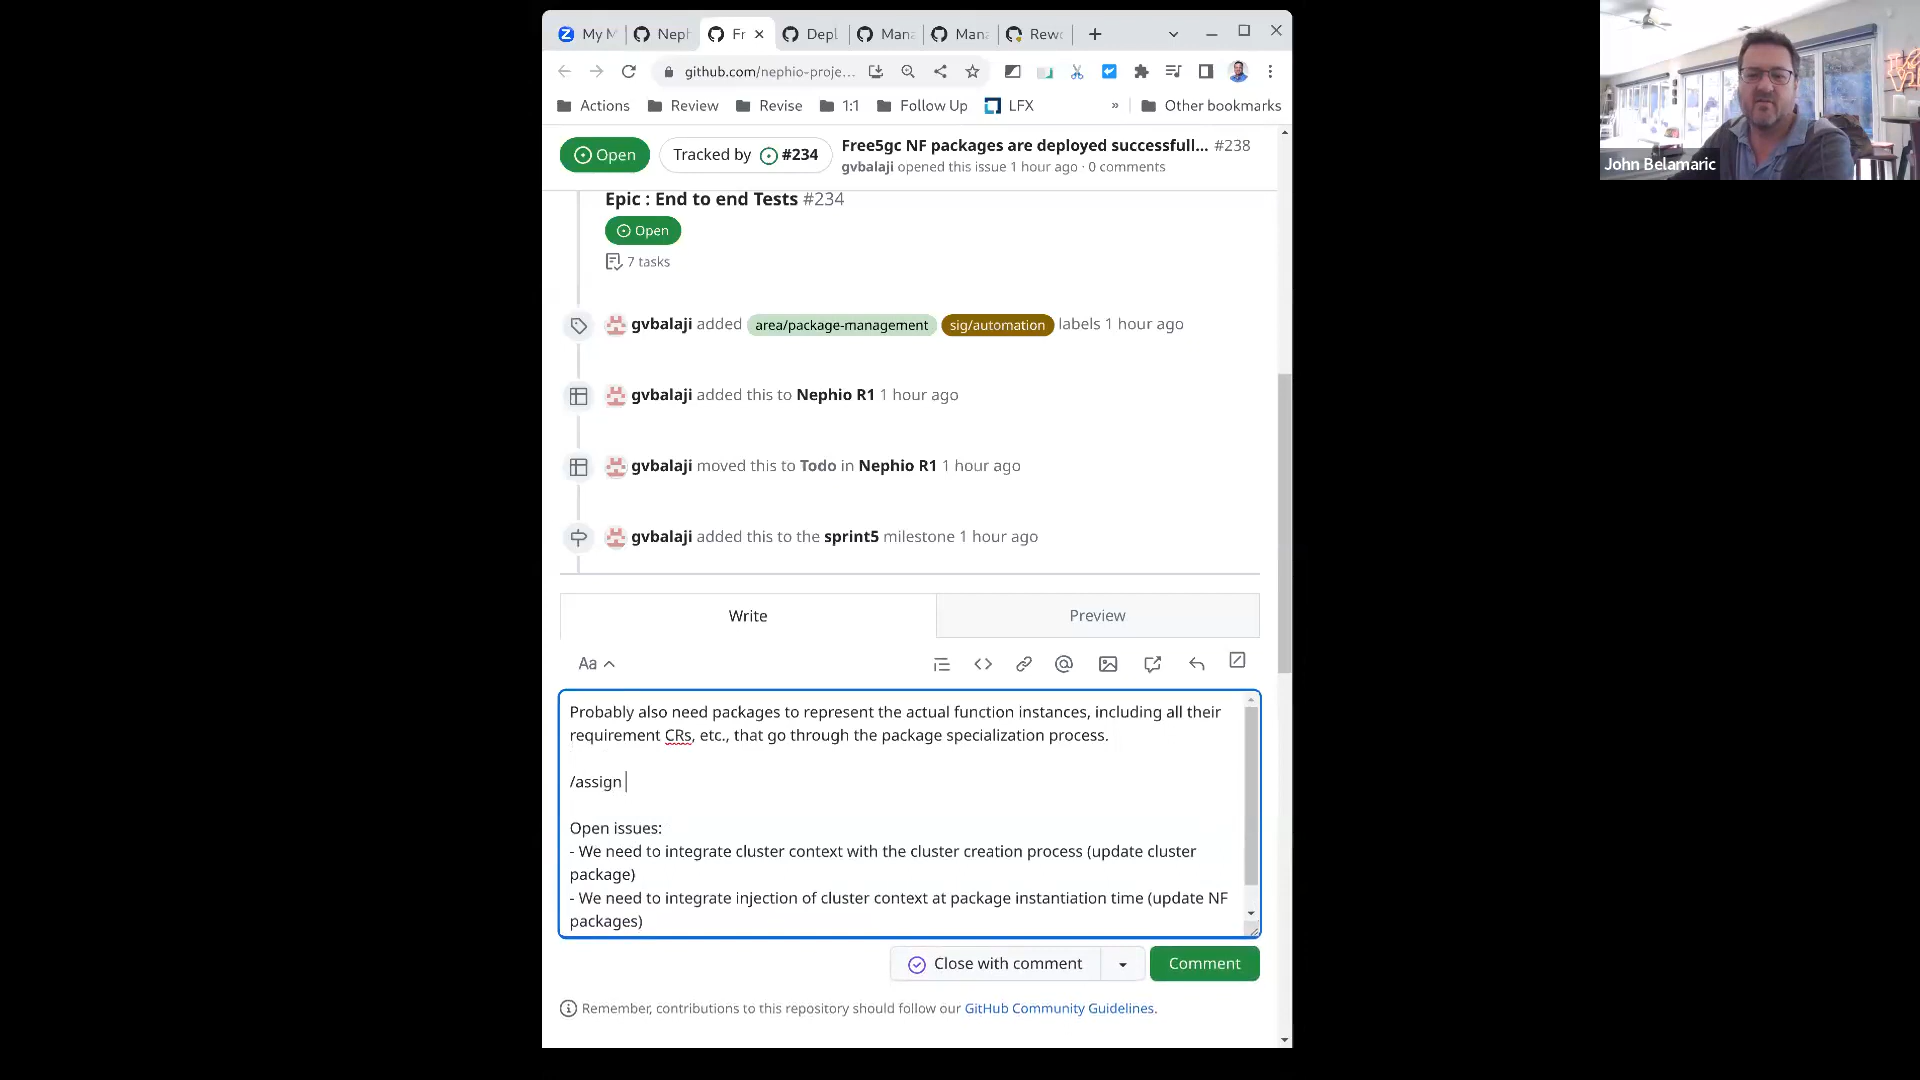 My M
Neph
Fr
Depl
Mana
Mana
Rewo
github.com/nephio-proje...
Actions
Review
Revise
1:1
Follow Up
LFX
»
Other bookmarks
Open
Tracked by #234
Free5gc NF packages are deployed successfull... #238
gvbalaji opened this issue 1 hour ago · 0 comments
Epic : End to end Tests #234
Open
7 tasks
gvbalaji added area/package-management sig/automation labels 1 hour ago
gvbalaji added this to Nephio R1 1 hour ago
gvbalaji moved this to Todo in Nephio R1 1 hour ago
gvbalaji added this to the sprint5 milestone 1 hour ago
Write
Preview
Aa
Probably also need packages to represent the actual function instances, including all their
requirement CRs, etc., that go through the package specialization process.
/assign
Open issues:
- We need to integrate cluster context with the cluster creation process (update cluster
package)
- We need to integrate injection of cluster context at package instantiation time (update NF
packages)
Close with comment
Comment
Remember, contributions to this repository should follow our GitHub Community Guidelines.
John Belamaric